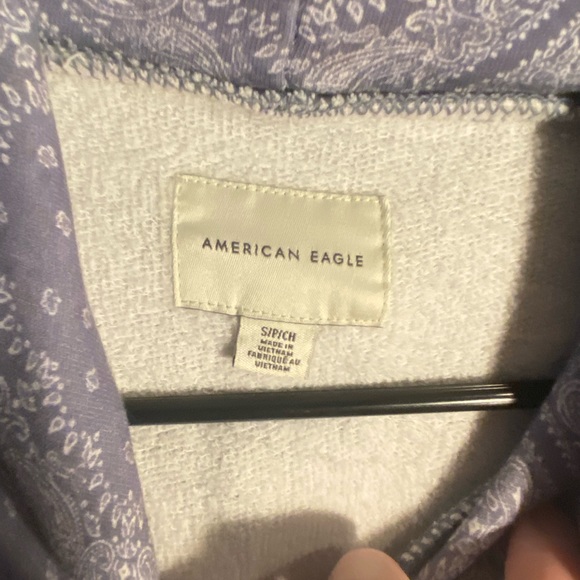 AMERICAN EAGLE
S/P/CH
MADE IN
VIETNAM
FABRIQUÉ AU
VIETNAM